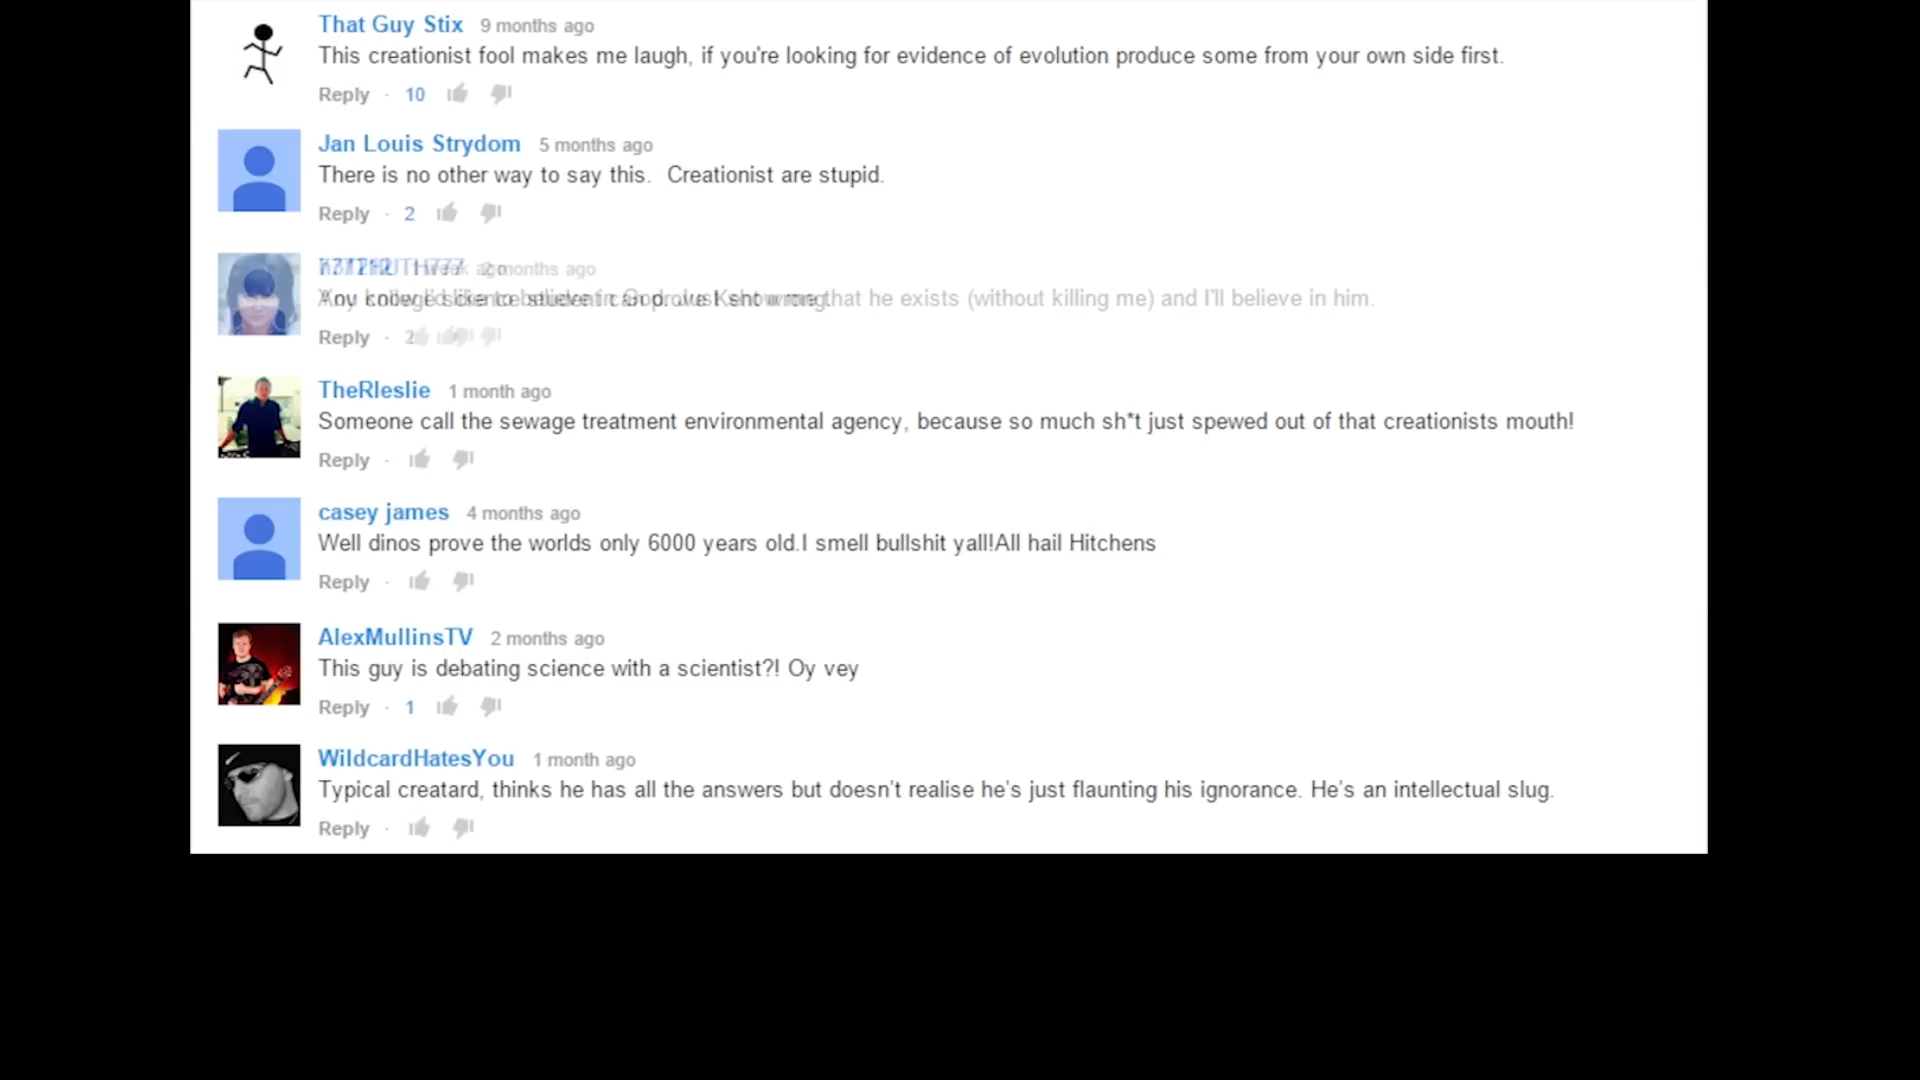 That Guy Stix 9 months ago
This creationist fool makes me laugh, if you're looking for evidence of evolution produce some from your own side first.
Reply · 10
Jan Louis Strydom 5 months ago
There is no other way to say this.  Creationist are stupid.
Reply · 2
months ago
that he exists (without killing me) and I'll believe in him.
Reply · 2
TheRleslie 1 month ago
Someone call the sewage treatment environmental agency, because so much sh*t just spewed out of that creationists mouth!
Reply ·
casey james 4 months ago
Well dinos prove the worlds only 6000 years old.I smell bullshit yall!All hail Hitchens
Reply ·
AlexMullinsTV 2 months ago
This guy is debating science with a scientist?! Oy vey
Reply · 1
WildcardHatesYou 1 month ago
Typical creatard, thinks he has all the answers but doesn't realise he's just flaunting his ignorance. He's an intellectual slug.
Reply ·